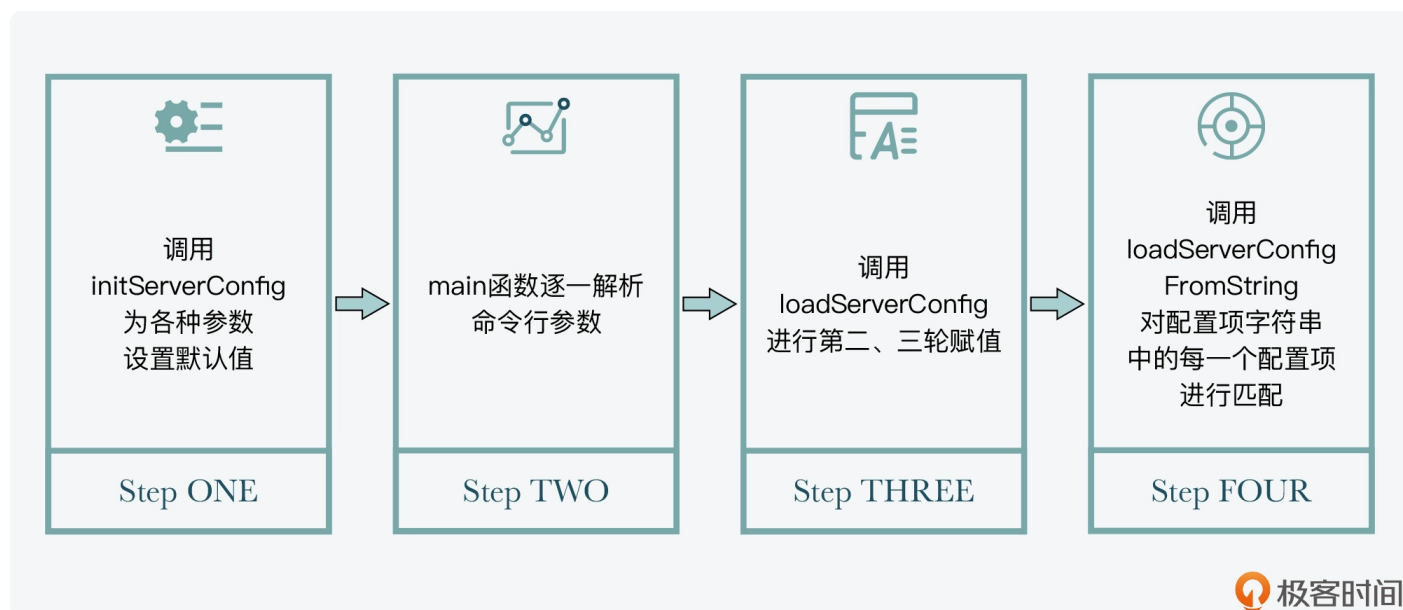 调用
initServerConfig
为各种参数
设置默认值
Step ONE
main函数逐一解析
命令行参数
Step TWO
调用
loadServerConfig
进行第二、三轮赋值
Step THREE
调用
loadServerConfig
FromString
对配置项字符串
中的每一个配置项
进行匹配
Step FOUR
极客时间